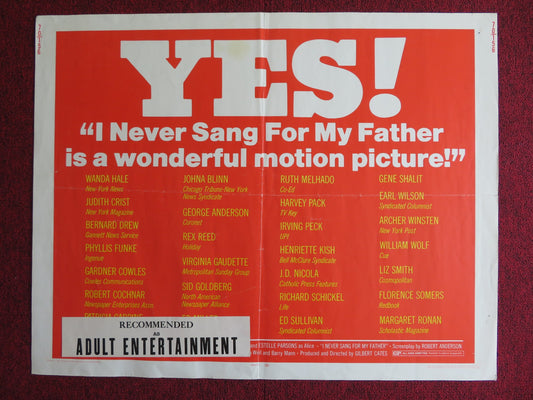 YES!
“I Never Sang For My Father
is a wonderful motion picture!”
WANDA HALE
New York News
JUDITH CRIST
New York Magazine
BERNARD DREW
Gannett News Service
PHYLLIS FUNKE
Ingenue
GARDNER COWLES
Cowles Communications
ROBERT COCHNAR
Newspaper Enterprises Assn.
JOHNA BLINN
Chicago Tribune-New York
News Syndicate
GEORGE ANDERSON
Coronet
REX REED
Holiday
VIRGINIA GAUDETTE
Metropolitan Sunday Group
SID GOLDBERG
North American
Newspaper Alliance
RUTH MELHADO
Co-Ed
HARVEY PACK
TV Key
IRVING PECK
UPI
HENRIETTE KISH
Bell McClure Syndicate
J.D. NICOLA
Catholic Press Features
RICHARD SCHICKEL
Life
ED SULLIVAN
Syndicated Columnist
GENE SHALIT
Look
EARL WILSON
Syndicated Columnist
ARCHER WINSTEN
New York Post
WILLIAM WOLF
Cue
LIZ SMITH
Cosmopolitan
FLORENCE SOMERS
Redbook
MARGARET RONAN
Scholastic Magazine
RECOMMENDED
AS
ADULT ENTERTAINMENT
and ESTELLE PARSONS as Alice - "I NEVER SANG FOR MY FATHER" - Screenplay by ROBERT ANDERSON
and Barry Mann - Produced and Directed by GILBERT CATES
GP